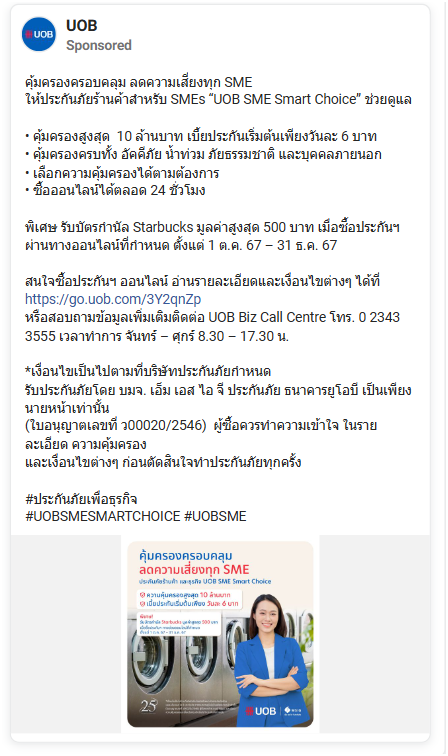 UOB
UOB
Sponsored
คุ้มครองครอบคลุม ลดความเสี่ยงทุก SME
ให้ประกันภัยร้านค้าสำหรับ SMEs “UOB SME Smart Choice” ช่วยดูแล
• คุ้มครองสูงสุด 10 ล้านบาท เบี้ยประกันเริ่มต้นเพียงวันละ 6 บาท
• คุ้มครองครบทั้ง อัคคีภัย น้ำท่วม ภัยธรรมชาติ และบุคคลภายนอก
• เลือกความคุ้มครองได้ตามต้องการ
• ซื้อออนไลน์ได้ตลอด 24 ชั่วโมง
พิเศษ รับบัตรกำนัล Starbucks มูลค่าสูงสุด 500 บาท เมื่อซื้อประกันฯ
ผ่านทางออนไลน์ที่กำหนด ตั้งแต่ 1 ต.ค. 67 – 31 ธ.ค. 67
สนใจซื้อประกันฯ ออนไลน์ อ่านรายละเอียดและเงื่อนไขต่างๆ ได้ที่
https://go.uob.com/3Y2qnZp
หรือสอบถามข้อมูลเพิ่มเติมติดต่อ UOB Biz Call Centre โทร. 0 2343
3555 เวลาทำการ จันทร์ – ศุกร์ 8.30 – 17.30 น.
*เงื่อนไขเป็นไปตามที่บริษัทประกันภัยกำหนด
รับประกันภัยโดย บมจ. เอ็ม เอส ไอ จี ประกันภัย ธนาคารยูโอบี เป็นเพียง
นายหน้าเท่านั้น
(ใบอนุญาตเลขที่ ว00020/2546) ผู้ซื้อควรทำความเข้าใจ ในราย
ละเอียด ความคุ้มครอง
และเงื่อนไขต่างๆ ก่อนตัดสินใจทำประกันภัยทุกครั้ง
#ประกันภัยเพื่อธุรกิจ
#UOBSMESMARTCHOICE #UOBSME
คุ้มครองครอบคลุม
ลดความเสี่ยงทุก SME
ประกันภัยร้านค้า และธุรกิจ UOB SME Smart Choice
ความคุ้มครองสูงสุด 10 ล้านบาท
เบี้ยประกันเริ่มต้นเพียง วันละ 6 บาท
พิเศษ!
รับบัตรกำนัล Starbucks มูลค่าสูงสุด 500 บาท
25
UOB